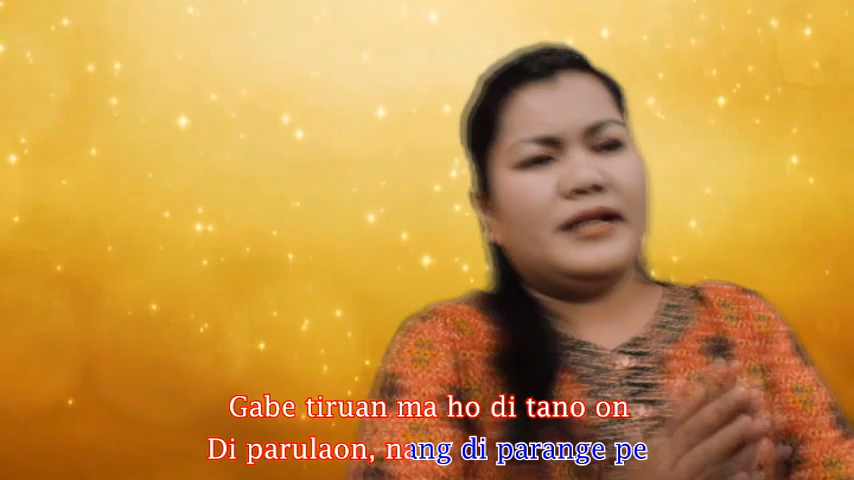 Gabe tiruan ma ho di tano on
Di parulaon, nang di parange pe